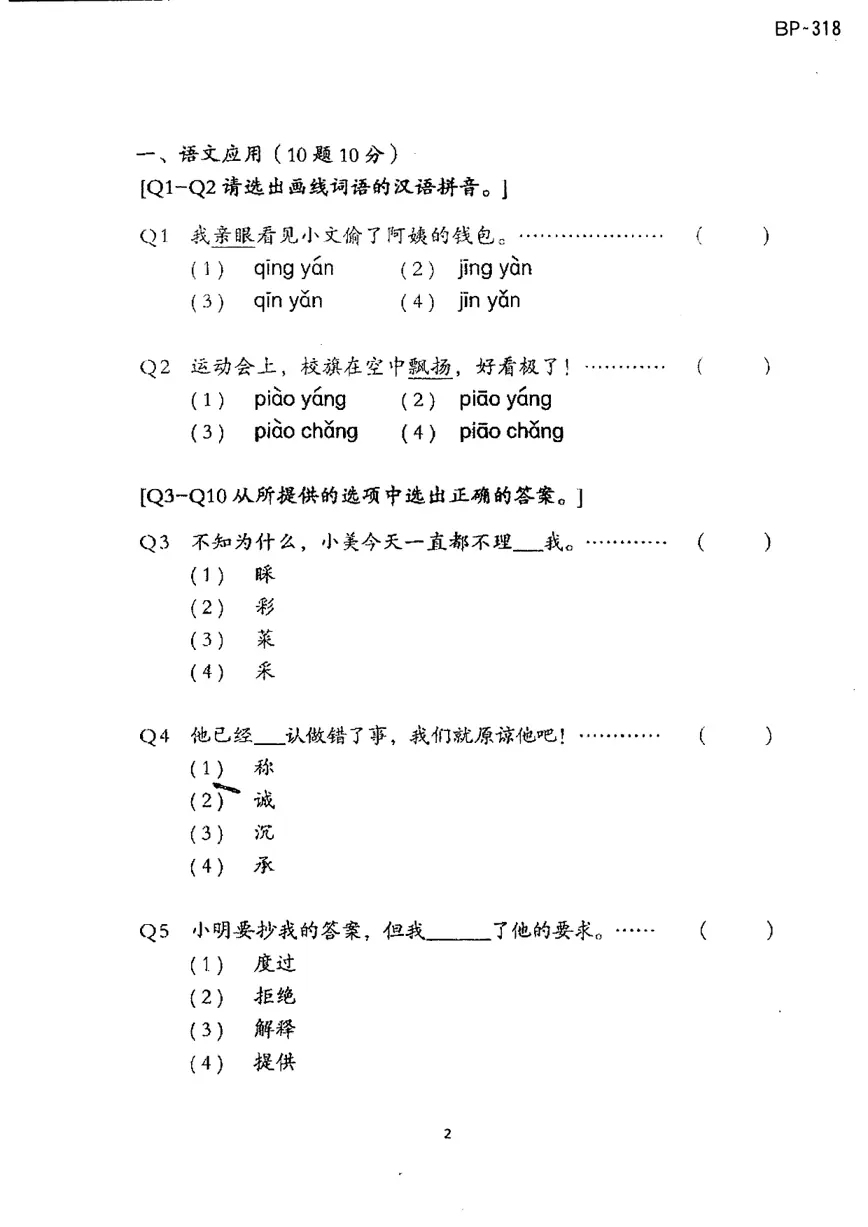 BP-318
一、语文应用（10题10分）
[Q1-Q2 请选出画线词语的汉语拼音。]
Q1 我亲眼看见小文偷了阿姨的钱包。…………………… （ ）
（1） qīng yán （2） jīng yàn
（3） qīn yǎn （4） jīn yǎn
Q2 运动会上，校旗在空中飘扬，好看极了！………… （ ）
（1） piào yáng （2） piāo yáng
（3） piào chǎng （4） piāo chǎng
[Q3-Q10 从所提供的选项中选出正确的答案。]
Q3 不知为什么，小美今天一直都不理___我。………… （ ）
（1） 睬
（2） 彩
（3） 菜
（4） 采
Q4 他已经___认做错了事，我们就原谅他吧！………… （ ）
（1） 称
（2） 诚
（3） 沉
（4） 承
Q5 小明要抄我的答案，但我______了他的要求。…… （ ）
（1） 度过
（2） 拒绝
（3） 解释
（4） 提供
2